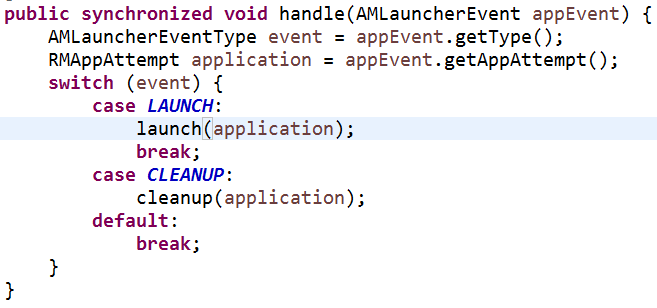 public synchronized void handle(AMLauncherEvent appEvent) {
    AMLauncherEventType event = appEvent.getType();
    RMAppAttempt application = appEvent.getAppAttempt();
    switch (event) {
        case LAUNCH:
            launch(application);
            break;
        case CLEANUP:
            cleanup(application);
        default:
            break;
    }
}